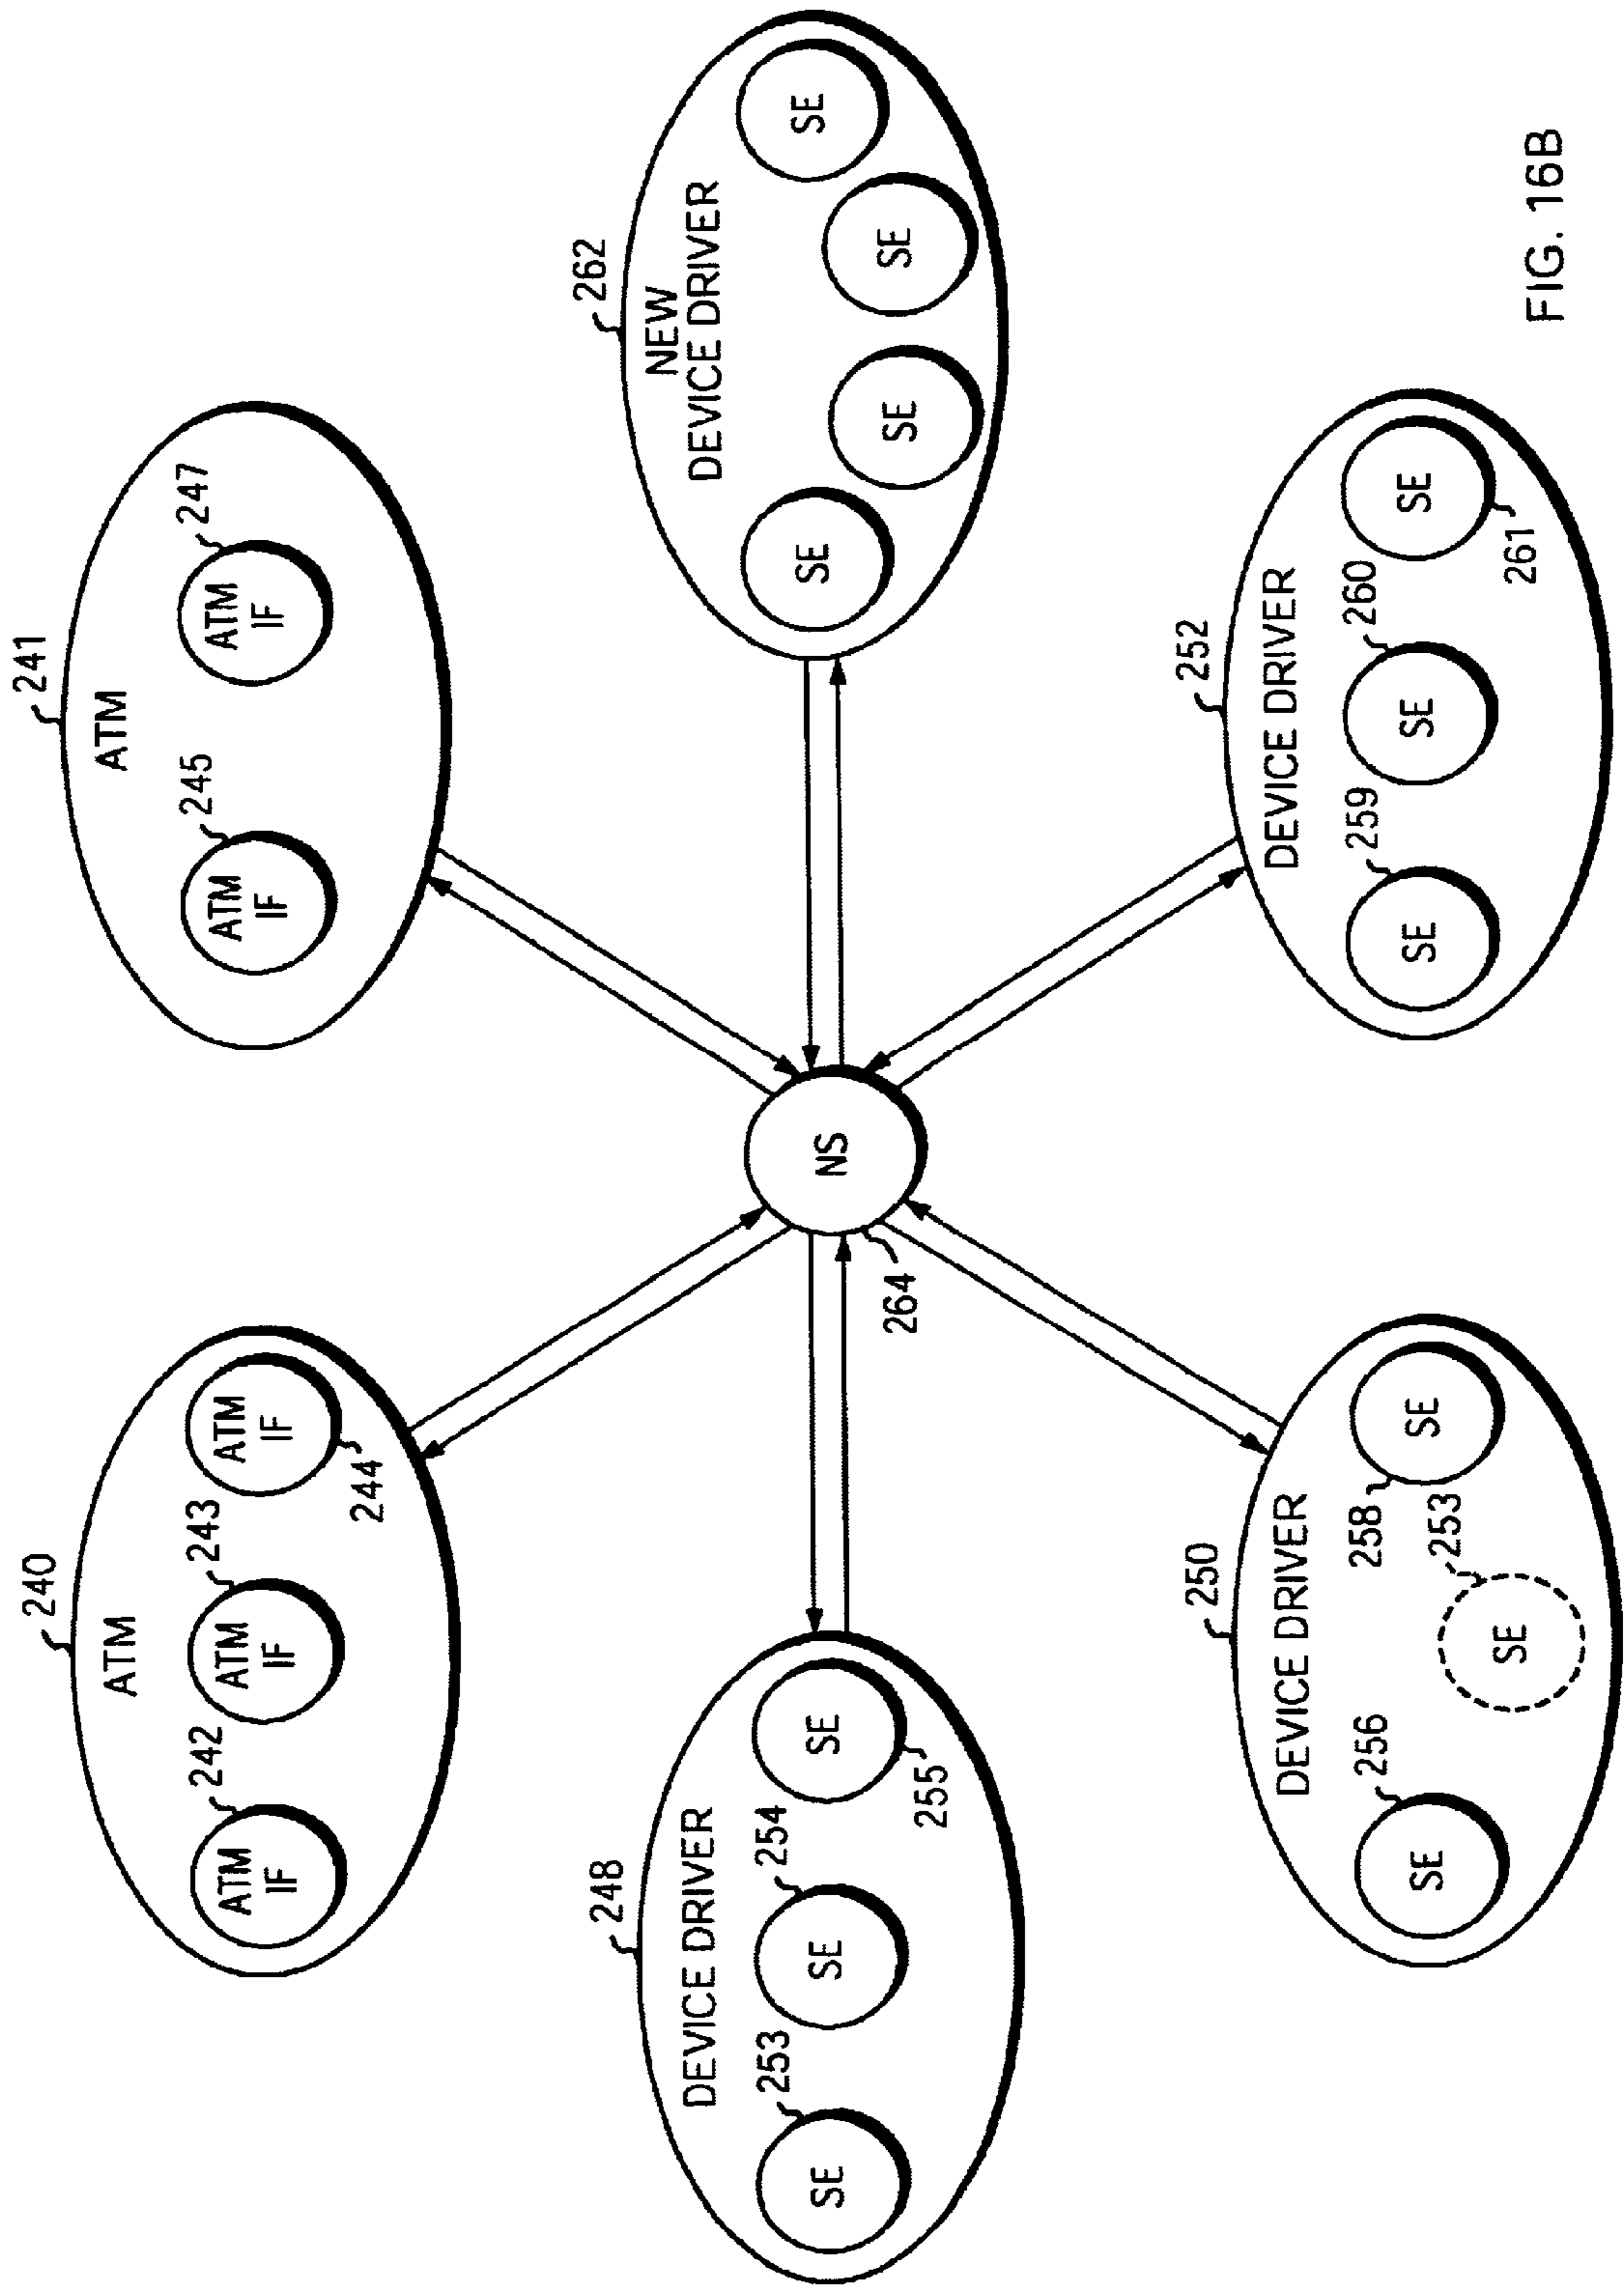 240
ATM
242
243
ATM
IF
ATM
IF
ATM
IF
244
241
ATM
245
247
ATM
IF
ATM
IF
248
DEVICE DRIVER
253
254
SE
SE
SE
255
NS
264
262
NEW
DEVICE DRIVER
SE
SE
SE
SE
250
DEVICE DRIVER
256
SE
258
SE
253
SE
252
DEVICE DRIVER
259
260
SE
SE
SE
261
FIG. 16B